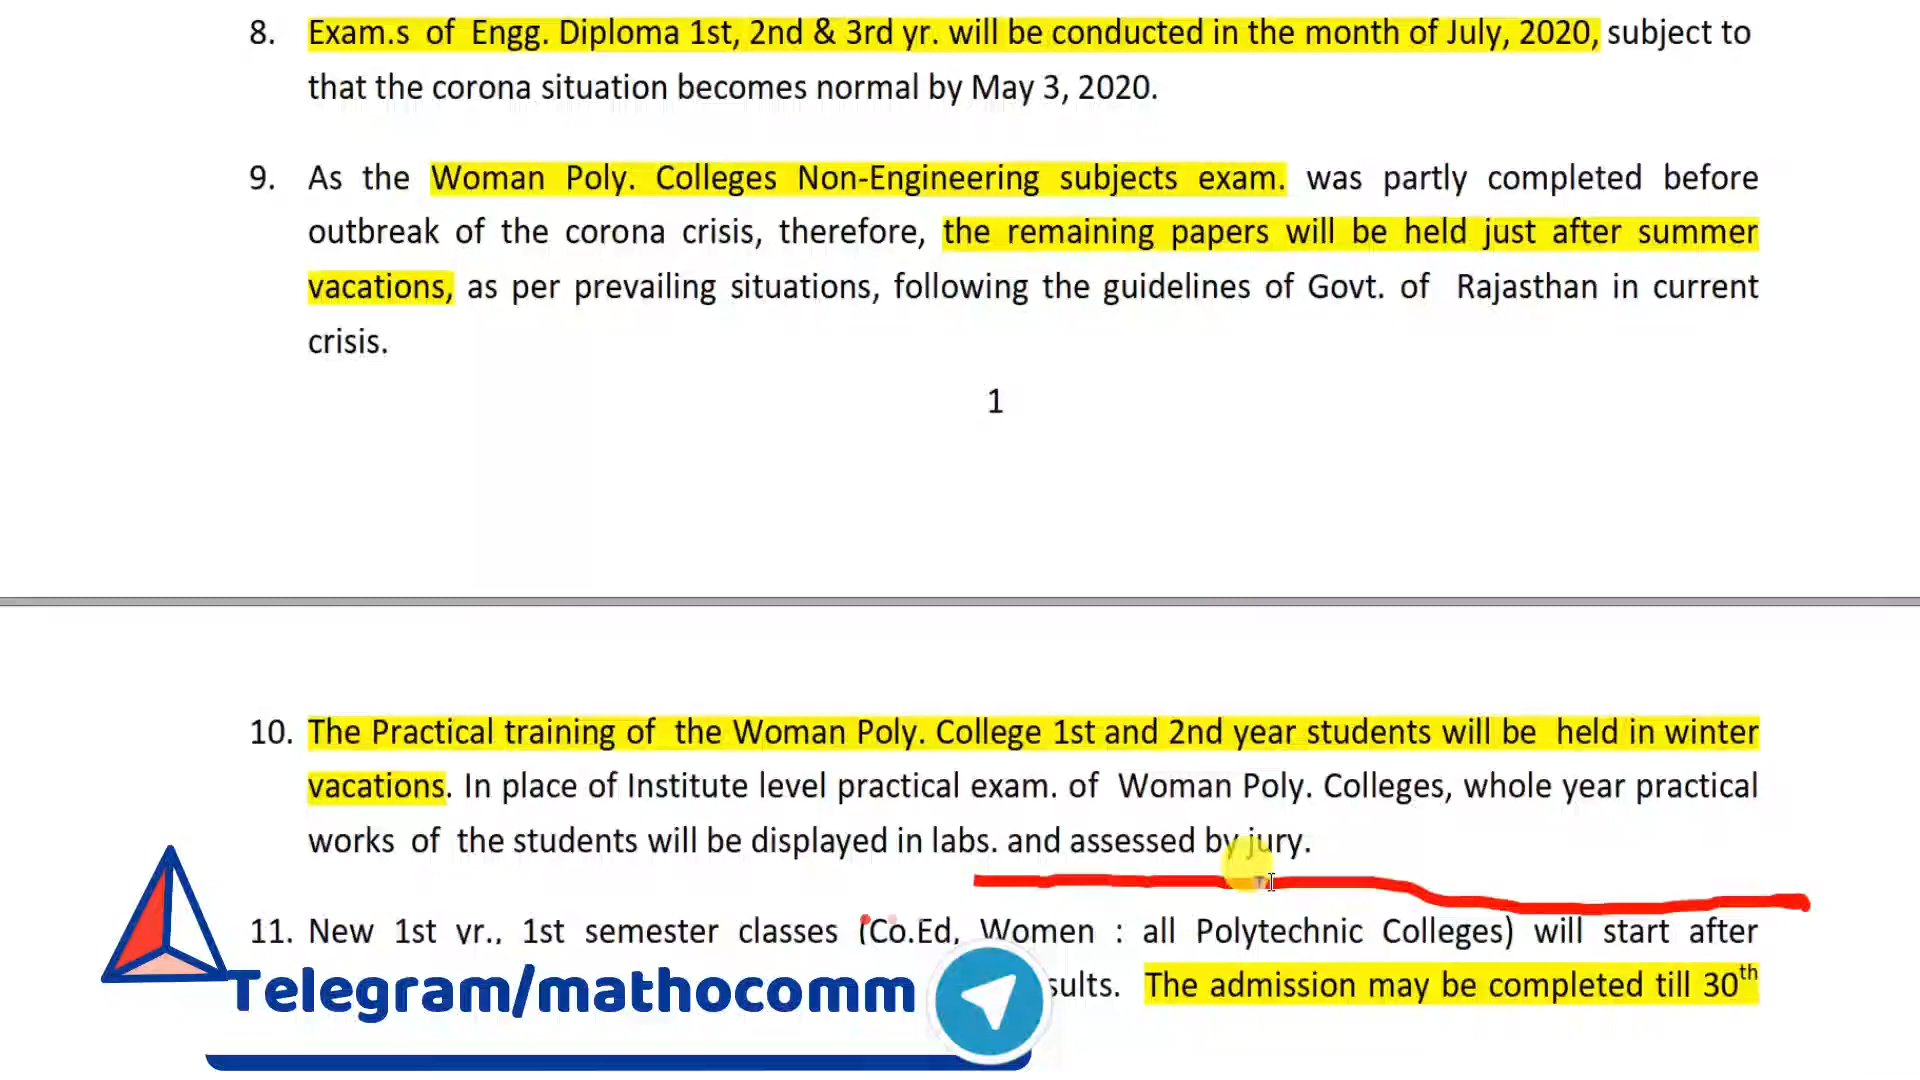 8. Exam.s of Engg. Diploma 1st, 2nd & 3rd yr. will be conducted in the month of July, 2020, subject to
that the corona situation becomes normal by May 3, 2020.
9. As the Woman Poly. Colleges Non-Engineering subjects exam. was partly completed before
outbreak of the corona crisis, therefore, the remaining papers will be held just after summer
vacations, as per prevailing situations, following the guidelines of Govt. of Rajasthan in current
crisis.
1
10. The Practical training of the Woman Poly. College 1st and 2nd year students will be held in winter
vacations. In place of Institute level practical exam. of Woman Poly. Colleges, whole year practical
works of the students will be displayed in labs. and assessed by jury.
11. New 1st yr., 1st semester classes (Co.Ed, Women : all Polytechnic Colleges) will start after
sults. The admission may be completed till 30th
Telegram/mathocomm